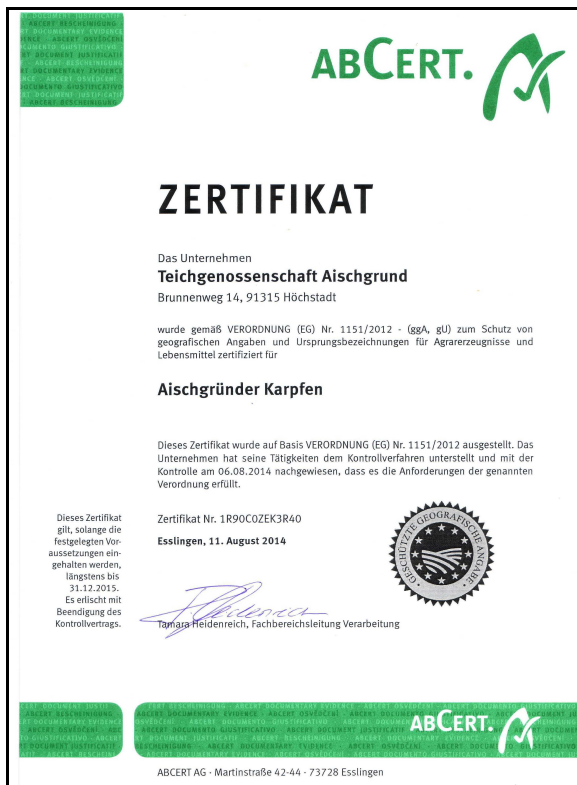 ABCERT.
ZERTIFIKAT
Das Unternehmen
Teichgenossenschaft Aischgrund
Brunnenweg 14, 91315 Höchstadt
wurde gemäß VERORDNUNG (EG) Nr. 1151/2012 - (ggA, gU) zum Schutz von
geografischen Angaben und Ursprungsbezeichnungen für Agrarerzeugnisse und
Lebensmittel zertifiziert für
Aischgründer Karpfen
Dieses Zertifikat wurde auf Basis VERORDNUNG (EG) Nr. 1151/2012 ausgestellt. Das
Unternehmen hat seine Tätigkeiten dem Kontrollverfahren unterstellt und mit der
Kontrolle am 06.08.2014 nachgewiesen, dass es die Anforderungen der genannten
Verordnung erfüllt.
Dieses Zertifikat
gilt, solange die
festgelegten Vor-
aussetzungen ein-
gehalten werden,
längstens bis
31.12.2015.
Es erlischt mit
Beendigung des
Kontrollvertrags.
Zertifikat Nr. 1R90C0ZEK3R40
Esslingen, 11. August 2014
GESCHÜTZTE GEOGRAFISCHE ANGABE
Tamara Heidenreich, Fachbereichsleitung Verarbeitung
ABCERT.
ABCERT AG · Martinstraße 42-44 · 73728 Esslingen